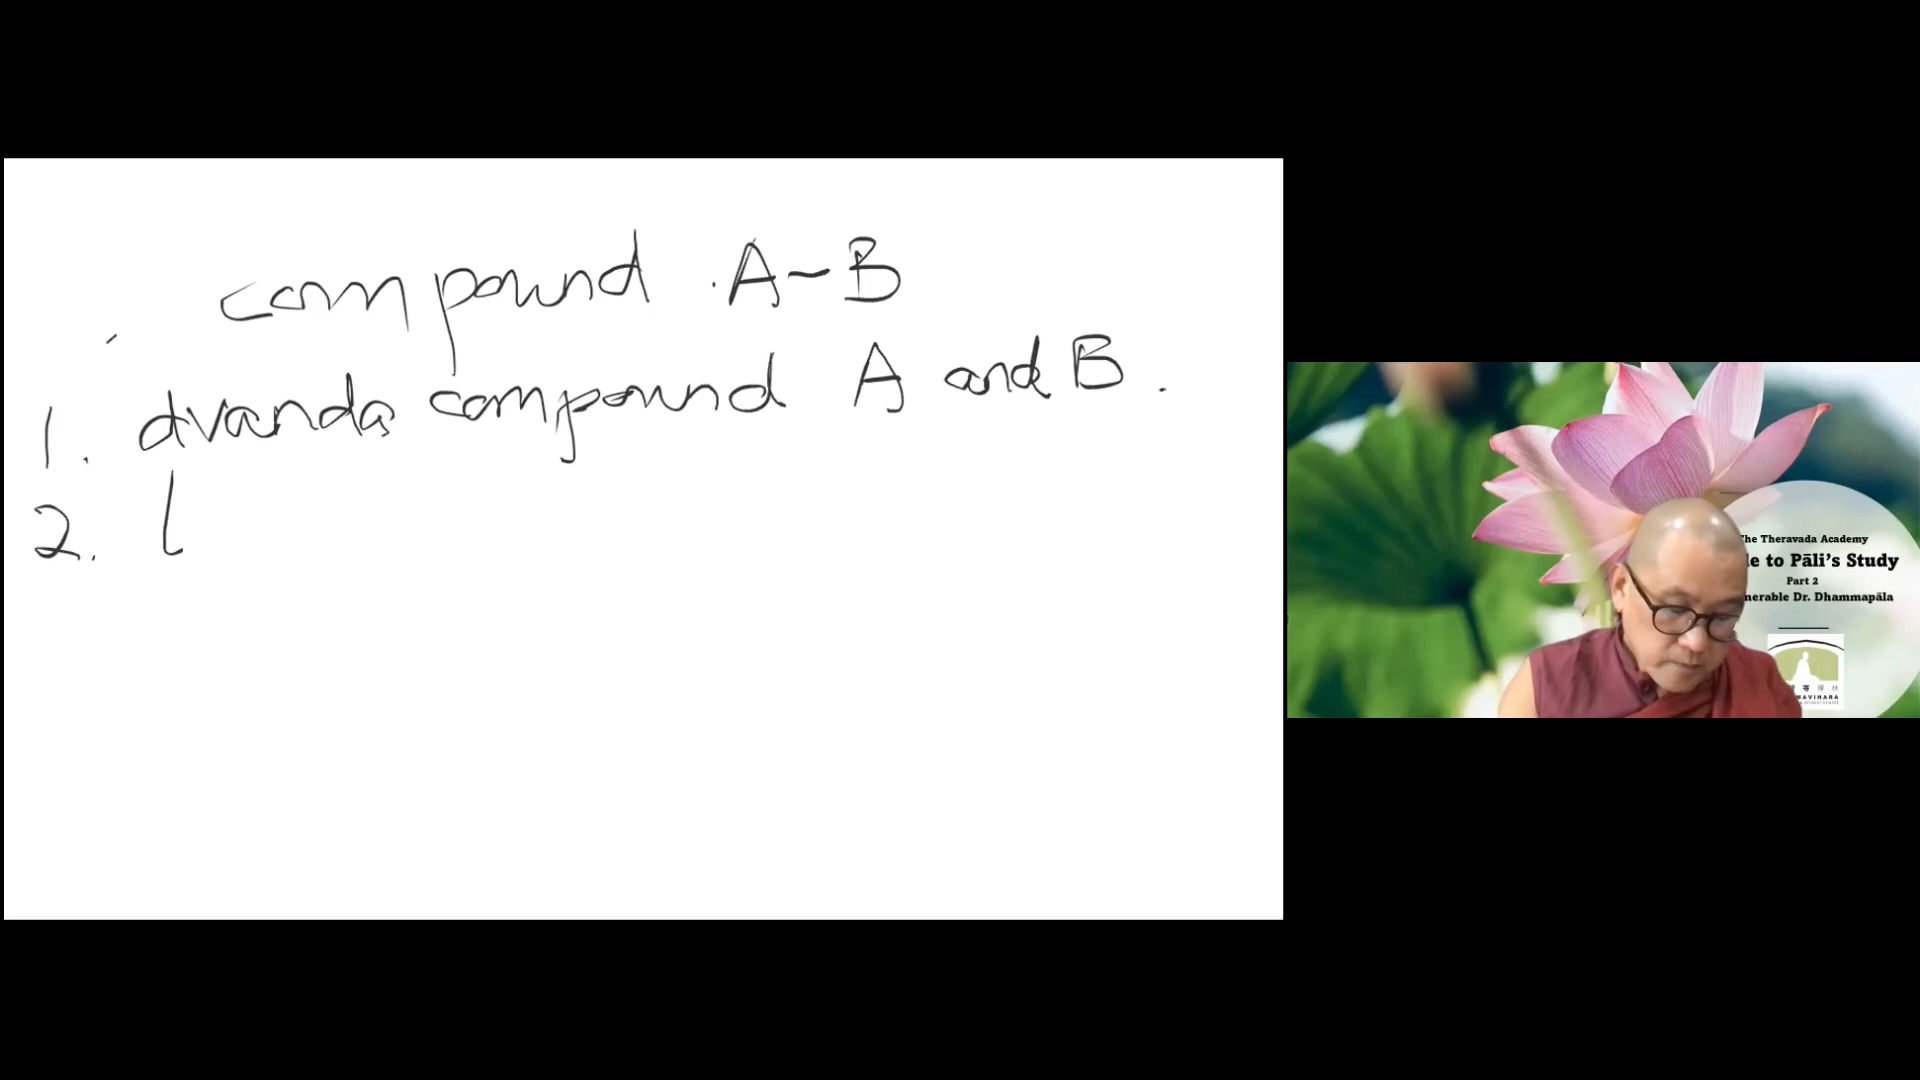 compound A-B
1. dvanda compound A and B.
2.
The Theravada Academy
le to Pāli's Study
Part 2
nerable Dr. Dhammapāla